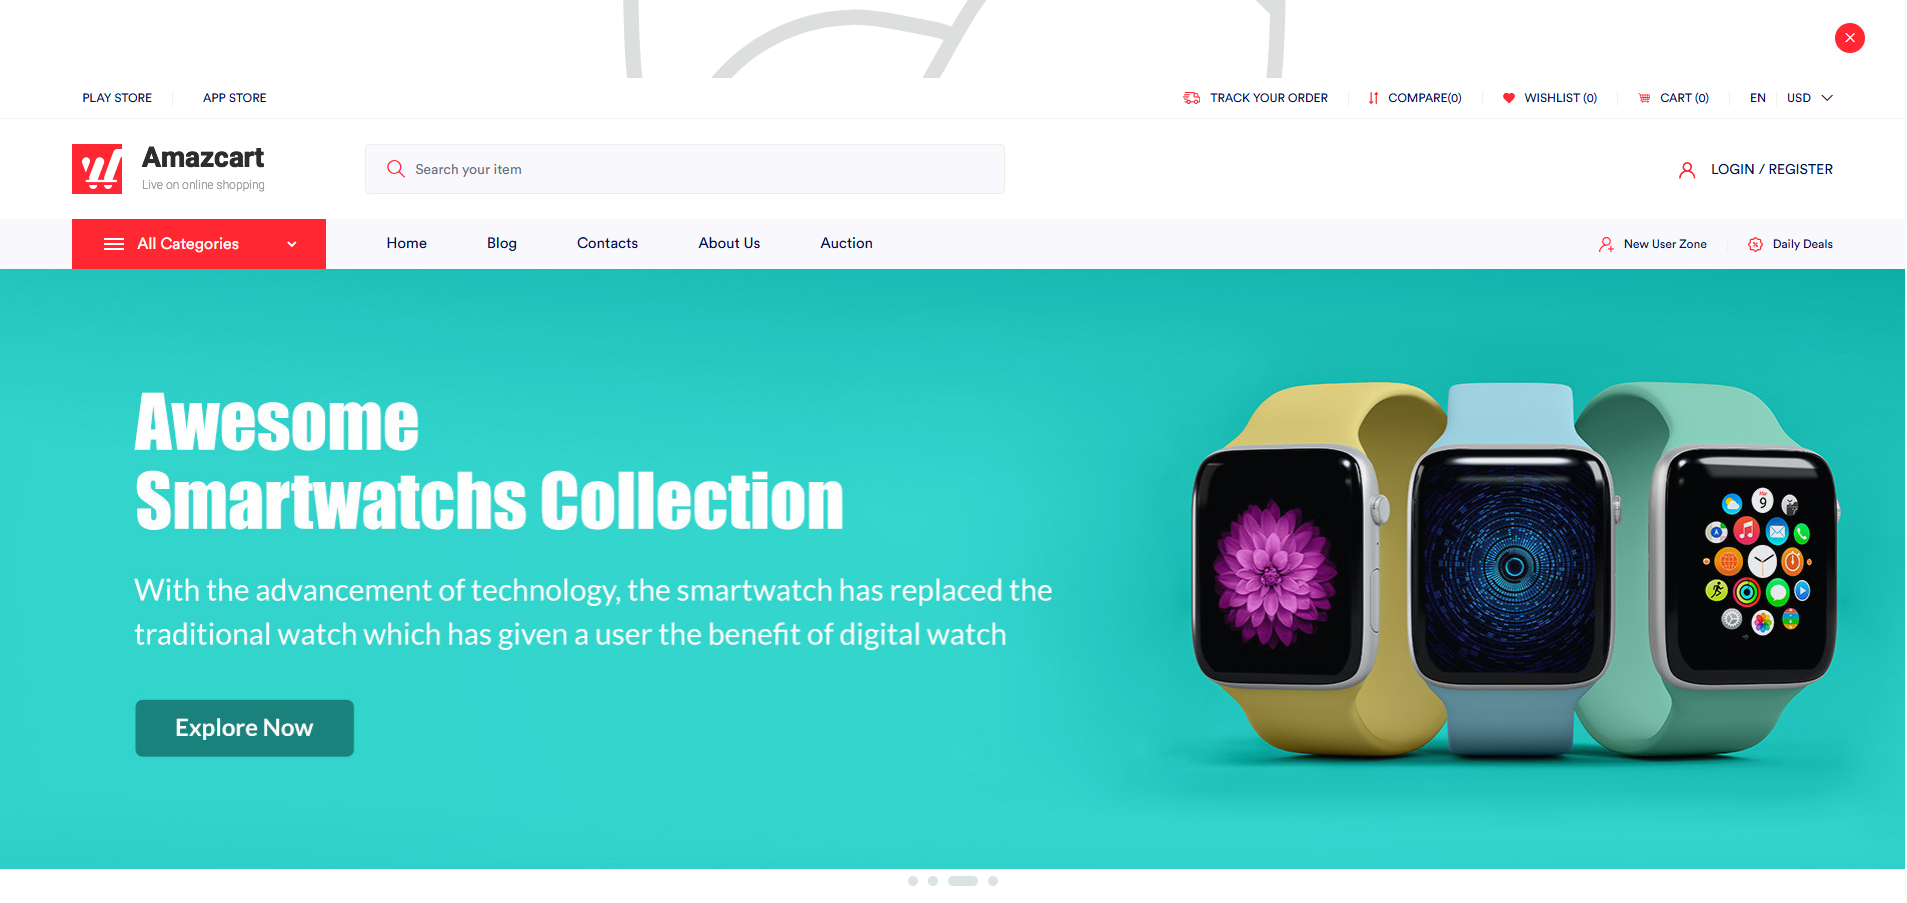 PLAY STORE
APP STORE
TRACK YOUR ORDER
COMPARE(0)
WISHLIST (0)
CART (0)
EN
USD
Amazcart
Live on online shopping
Search your item
LOGIN / REGISTER
All Categories
Home
Blog
Contacts
About Us
Auction
New User Zone
Daily Deals
Awesome
Smartwatchs Collection
With the advancement of technology, the smartwatch has replaced the
traditional watch which has given a user the benefit of digital watch
Explore Now
9